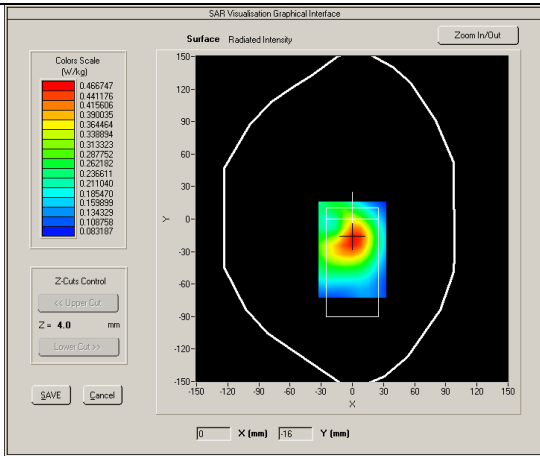 SAR Visualisation Graphical Interface
Surface Radiated Intensity
Zoom In/Out
Colors Scale
(W/kg)
0.466747
0.441176
0.415606
0.390035
0.364464
0.338894
0.313323
0.287752
0.262182
0.236611
0.211040
0.185470
0.159899
0.134329
0.108758
0.083187
Z-Cuts Control
<< Upper Cut
Z = 4.0 mm
Lower Cut >>
SAVE Cancel
150-
120-
90-
60-
30-
0-
-30-
-60-
-90-
-120-
-150-
Y
-150 -120 -90 -60 -30 0 30 60 90 120 150
X
0 X (mm) -16 Y (mm)